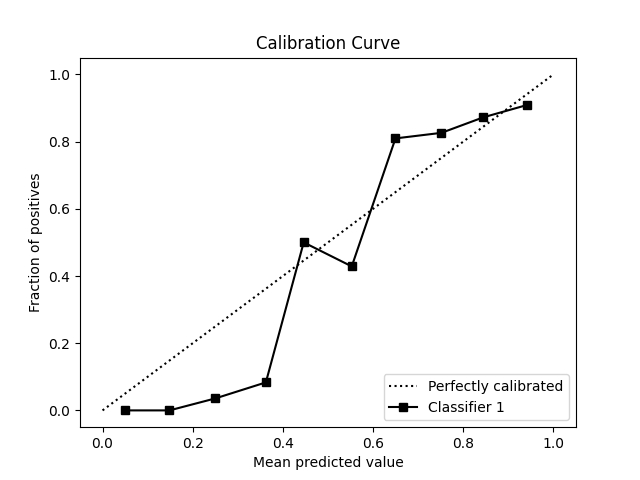 Calibration Curve
1.0
0.8
0.6
0.4
0.2
0.0
Fraction of positives
0.0 0.2 0.4 0.6 0.8 1.0
Mean predicted value
Perfectly calibrated
Classifier 1